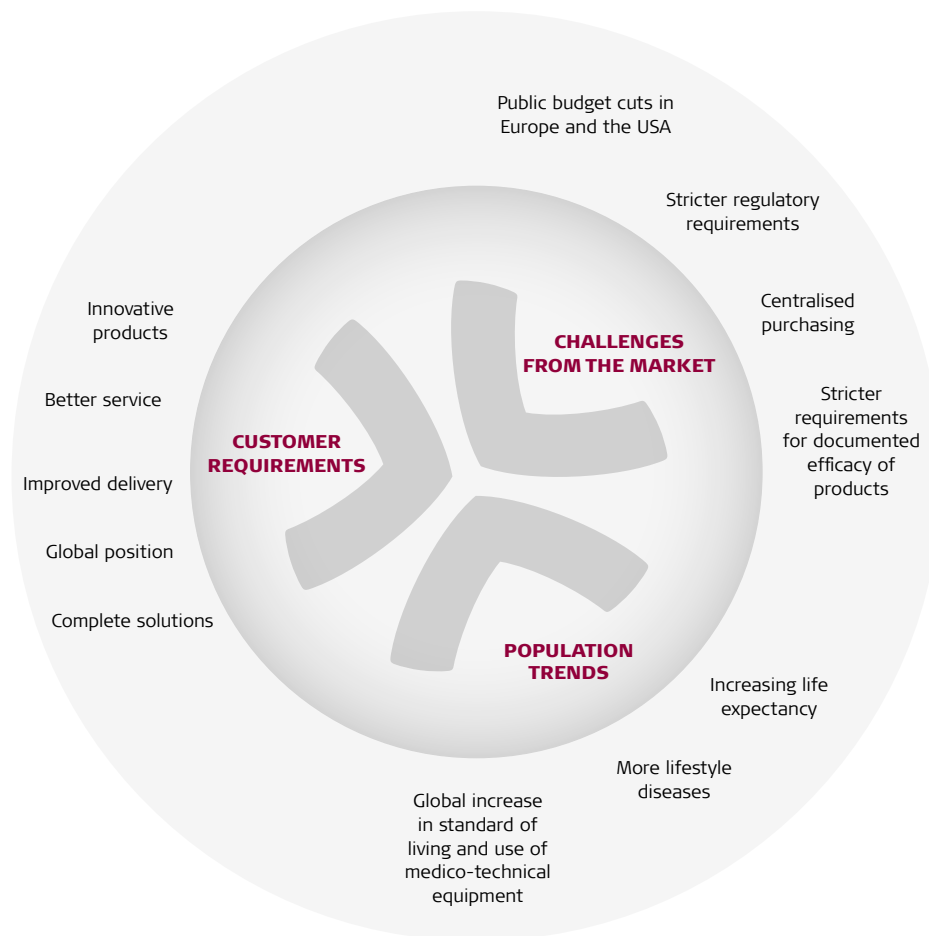 Public budget cuts in
Europe and the USA
Stricter regulatory
requirements
Centralised
purchasing
Stricter
requirements
for documented
efficacy of
products
CHALLENGES
FROM THE MARKET
Innovative
products
Better service
Improved delivery
Global position
Complete solutions
CUSTOMER
REQUIREMENTS
POPULATION
TRENDS
Increasing life
expectancy
More lifestyle
diseases
Global increase
in standard of
living and use of
medico-technical
equipment